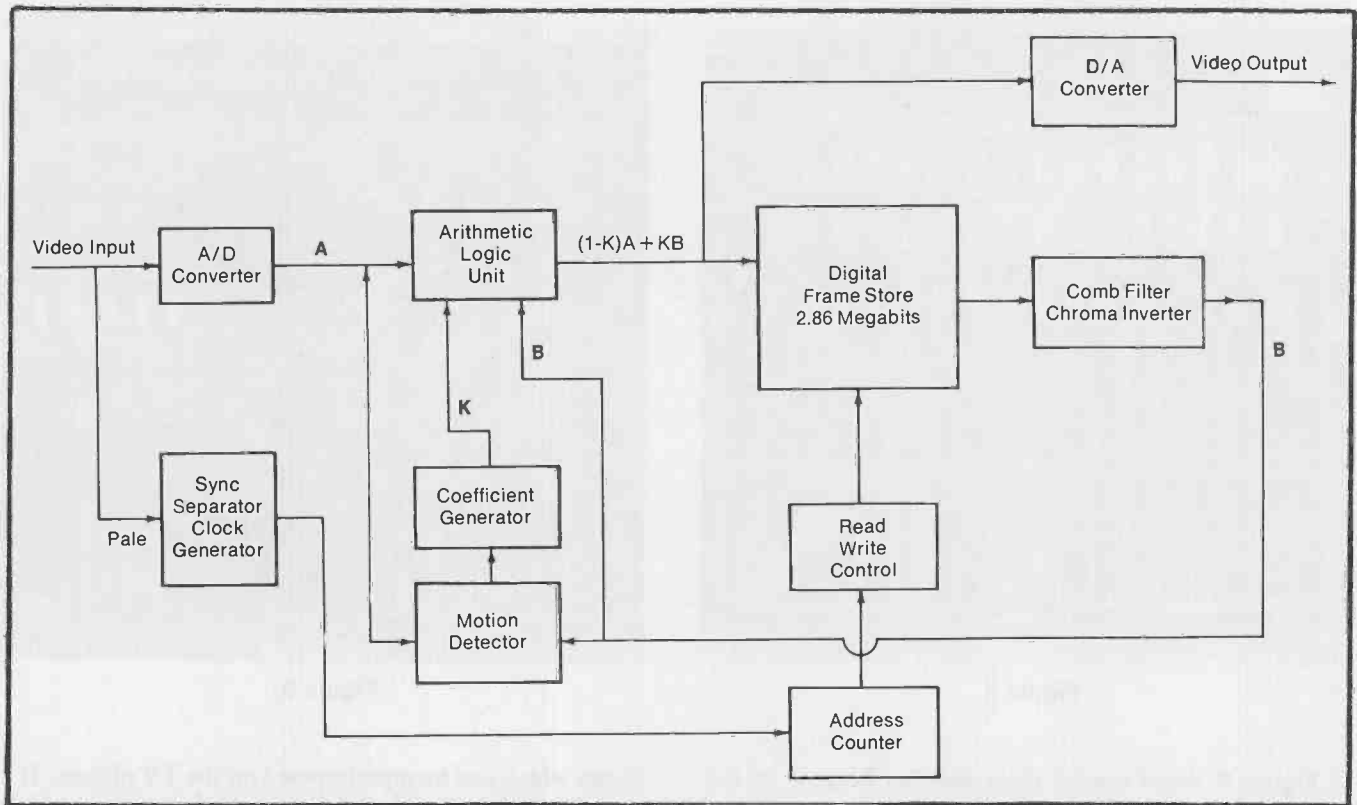 D/A
Converter
Video Output
Video Input
A/D
Converter
A
Arithmetic
Logic
Unit
(1-K)A + KB
Digital
Frame Store
2.86 Megabits
Comb Filter
Chroma Inverter
B
B
K
Sync
Separator
Clock
Generator
Pale
Coefficient
Generator
Read
Write
Control
Motion
Detector
Address
Counter